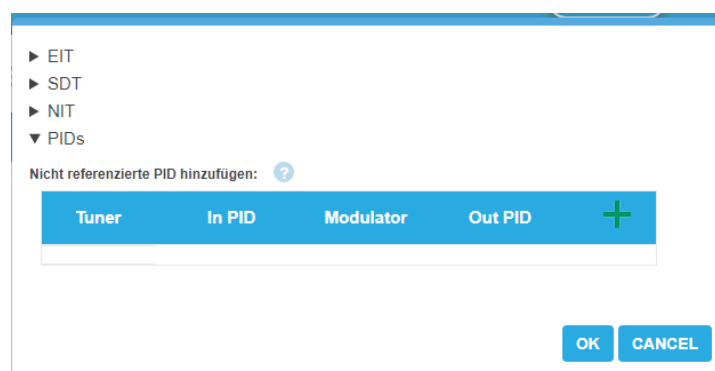 EIT
SDT
NIT
PIDs
Nicht referenzierte PID hinzufügen: ?
Tuner In PID Modulator Out PID
OK CANCEL